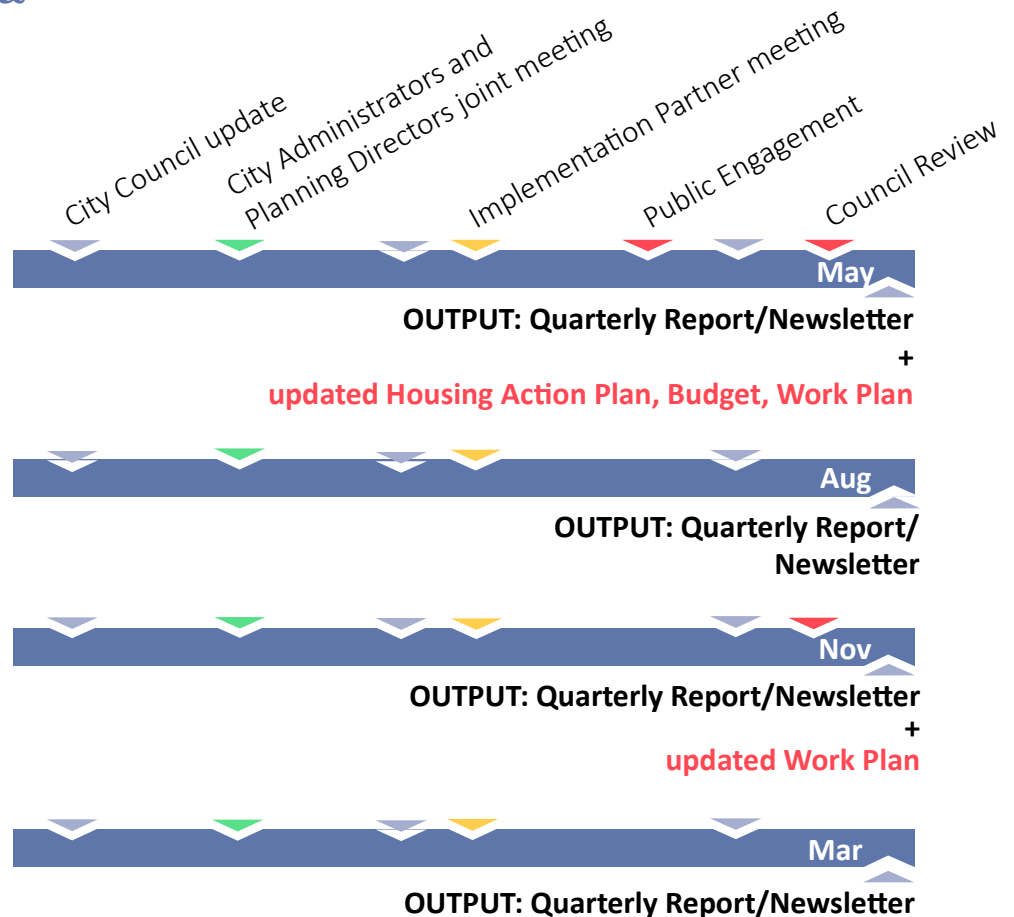 City Council update
City Administrators and
Planning Directors joint meeting
Implementation Partner meeting
Public Engagement
Council Review
May
OUTPUT: Quarterly Report/Newsletter
+
updated Housing Action Plan, Budget, Work Plan
Aug
OUTPUT: Quarterly Report/
Newsletter
Nov
OUTPUT: Quarterly Report/Newsletter
+
updated Work Plan
Mar
OUTPUT: Quarterly Report/Newsletter